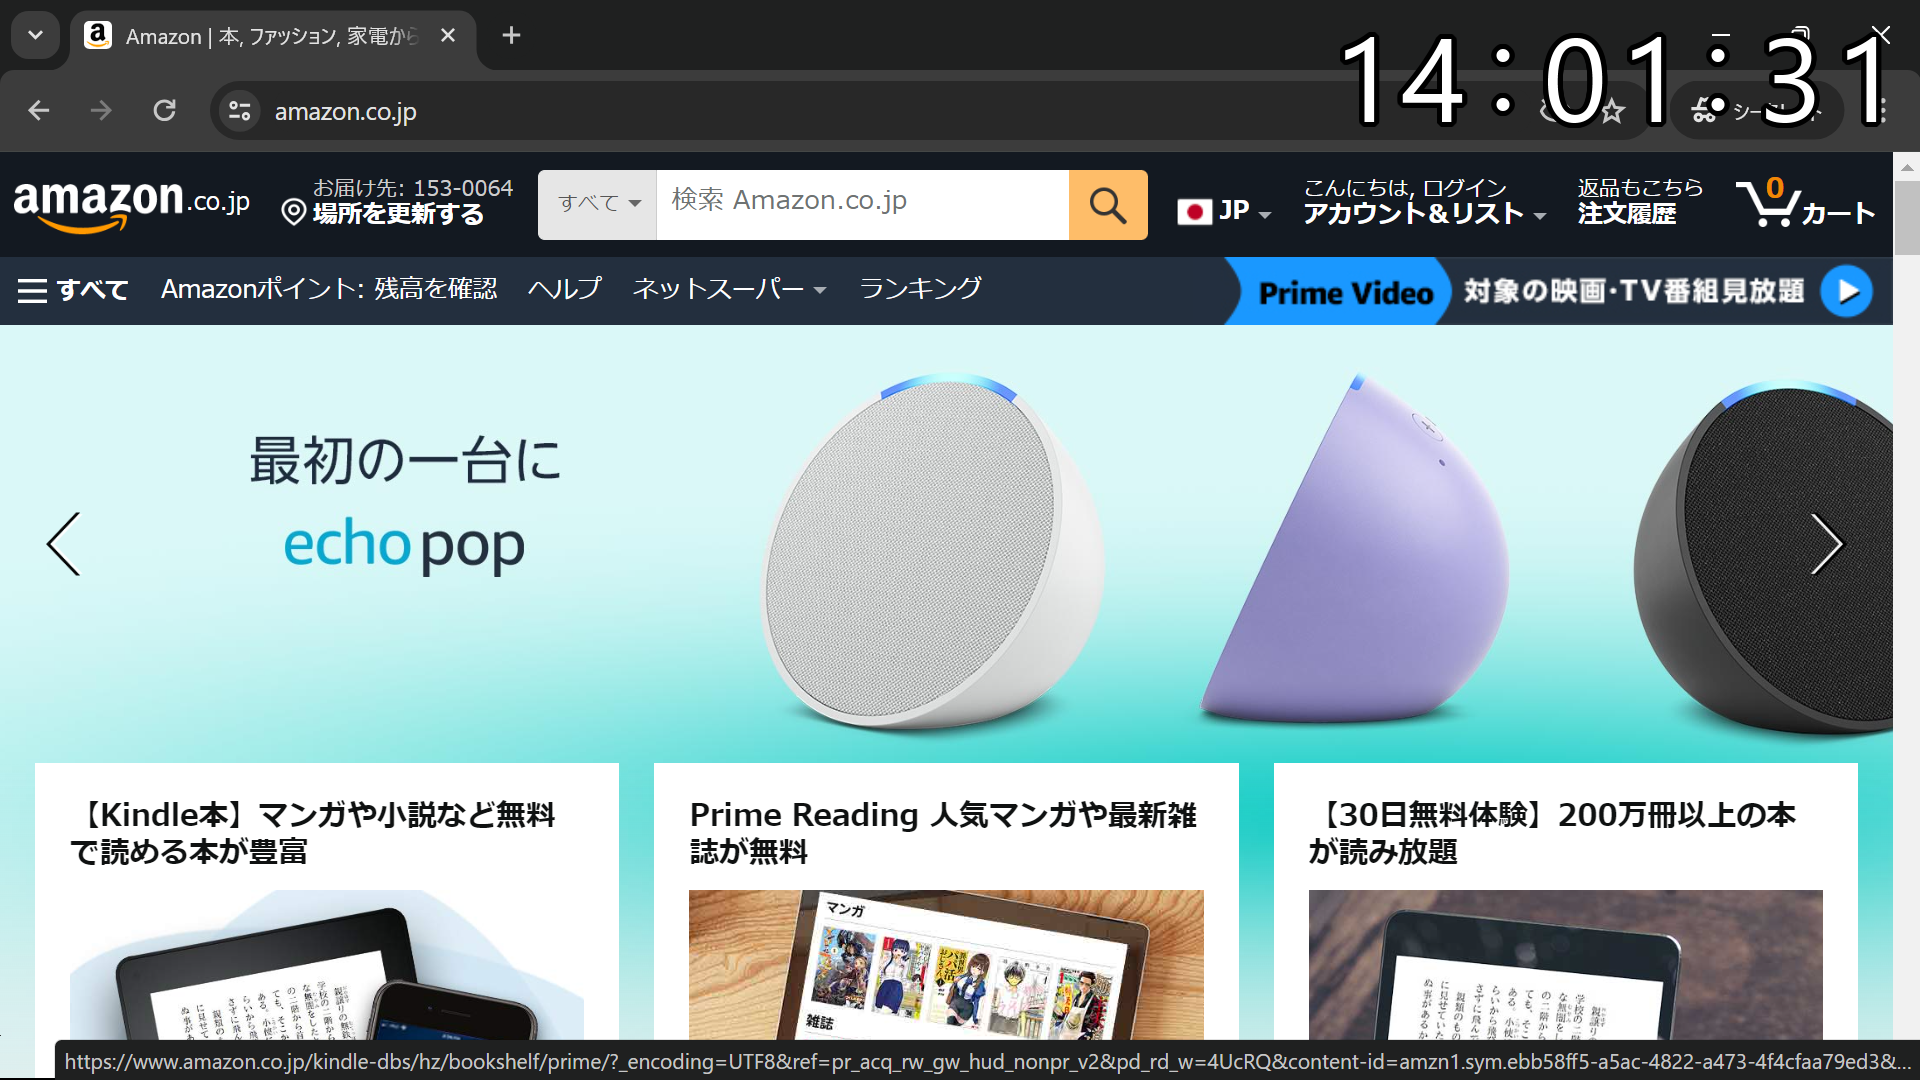 Amazon | 本, ファッション, 家電から
14:01:31
amazon.co.jp
amazon.co.jp
お届け先: 153-0064
場所を更新する
すべて
検索 Amazon.co.jp
JP
こんにちは, ログイン
アカウント＆リスト
返品もこちら
注文履歴
0
カート
すべて
Amazonポイント: 残高を確認
ヘルプ
ネットスーパー
ランキング
Prime Video
対象の映画・TV番組見放題
最初の一台に
echo pop
【Kindle本】マンガや小説など無料
で読める本が豊富
Prime Reading 人気マンガや最新雑
誌が無料
【30日無料体験】200万冊以上の本
が読み放題
マンガ
雑誌
https://www.amazon.co.jp/kindle-dbs/hz/bookshelf/prime/?_encoding=UTF8&ref=pr_acq_rw_gw_hud_nonpr_v2&pd_rd_w=4UcRQ&content-id=amzn1.sym.ebb58ff5-a5ac-4822-a473-4f4cfaa79ed3&...